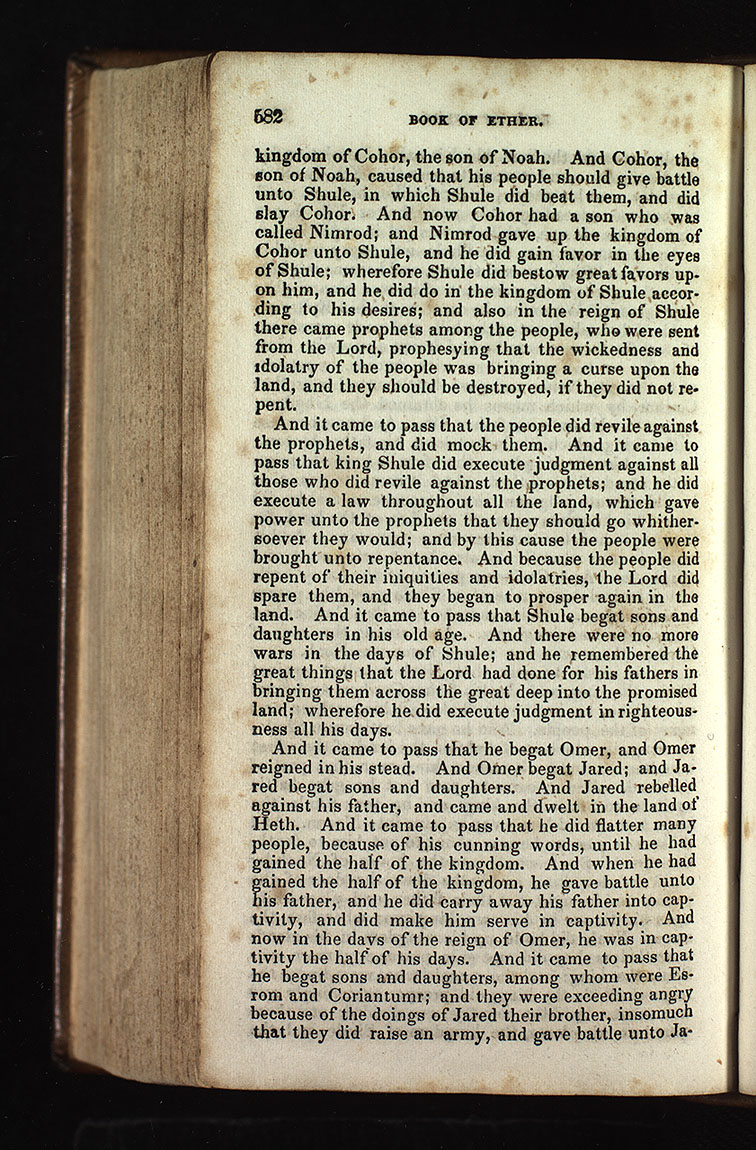 582
BOOK OF ETHER.
kingdom of Cohor, the son of Noah. And Cohor, the
son of Noah, caused that his people should give battle
unto Shule, in which Shule did beat them, and did
slay Cohor. And now Cohor had a son who was
called Nimrod; and Nimrod gave up the kingdom of
Cohor unto Shule, and he did gain favor in the eyes
of Shule; wherefore Shule did bestow great favors up-
on him, and he did do in the kingdom of Shule accor-
ding to his desires; and also in the reign of Shule
there came prophets among the people, who were sent
from the Lord, prophesying that the wickedness and
idolatry of the people was bringing a curse upon the
land, and they should be destroyed, if they did not re-
pent.
And it came to pass that the people did revile against
the prophets, and did mock them. And it came to
pass that king Shule did execute judgment against all
those who did revile against the prophets; and he did
execute a law throughout all the land, which gave
power unto the prophets that they should go whither-
soever they would; and by this cause the people were
brought unto repentance. And because the people did
repent of their iniquities and idolatries, the Lord did
spare them, and they began to prosper again in the
land. And it came to pass that Shule begat sons and
daughters in his old age. And there were no more
wars in the days of Shule; and he remembered the
great things that the Lord had done for his fathers in
bringing them across the great deep into the promised
land; wherefore he did execute judgment in righteous-
ness all his days.
And it came to pass that he begat Omer, and Omer
reigned in his stead. And Omer begat Jared; and Ja-
red begat sons and daughters. And Jared rebelled
against his father, and came and dwelt in the land of
Heth. And it came to pass that he did flatter many
people, because of his cunning words, until he had
gained the half of the kingdom. And when he had
gained the half of the kingdom, he gave battle unto
his father, and he did carry away his father into cap-
tivity, and did make him serve in captivity. And
now in the days of the reign of Omer, he was in cap-
tivity the half of his days. And it came to pass that
he begat sons and daughters, among whom were Es-
rom and Coriantumr; and they were exceeding angry
because of the doings of Jared their brother, insomuch
that they did raise an army, and gave battle unto Ja-